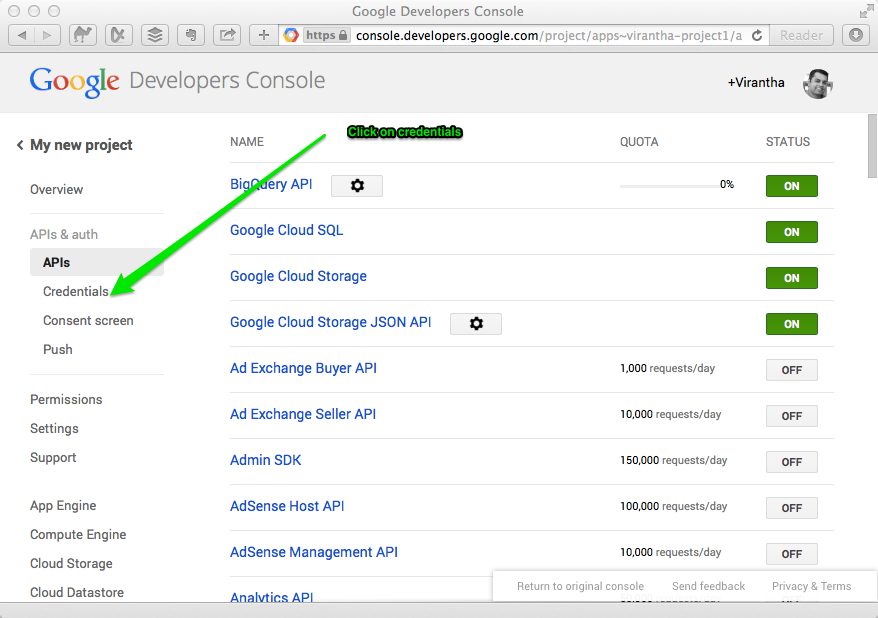 Google Developers Console
https console.developers.google.com/project/apps~virantha-project1/a Reader
Google Developers Console
+Virantha
Click on credentials
My new project
NAME QUOTA STATUS
BigQuery API 0% ON
Overview
Google Cloud SQL ON
APIs & auth
APIs
Google Cloud Storage ON
Credentials
Consent screen
Google Cloud Storage JSON API ON
Push
Ad Exchange Buyer API 1,000 requests/day OFF
Permissions
Ad Exchange Seller API 10,000 requests/day OFF
Settings
Support
Admin SDK 150,000 requests/day OFF
App Engine
AdSense Host API 100,000 requests/day OFF
Compute Engine
AdSense Management API 10,000 requests/day OFF
Cloud Storage
Return to original console Send feedback Privacy & Terms
Cloud Datastore
Analytics API